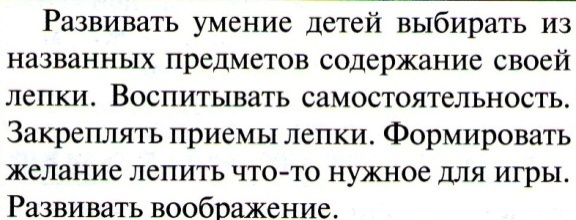 Развивать умение детей выбирать из
названных предметов содержание своей
лепки. Воспитывать самостоятельность.
Закреплять приемы лепки. Формировать
желание лепить что-то нужное для игры.
Развивать воображение.